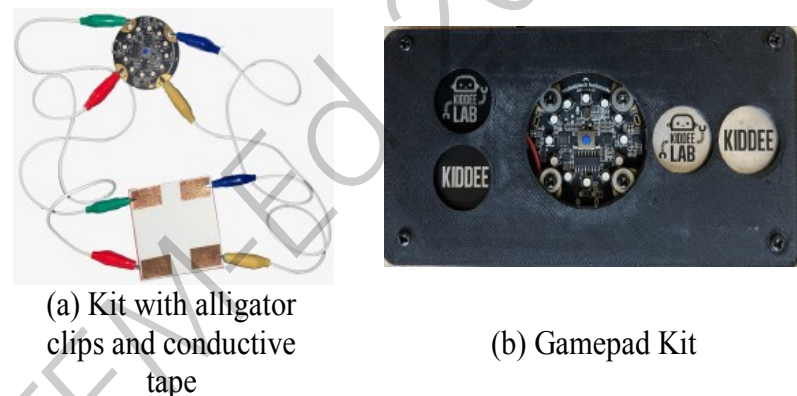 KIDDEE
LAB
KIDDEE
KIDDEE
LAB
KIDDEE
(a) Kit with alligator
clips and conductive
tape
(b) Gamepad Kit